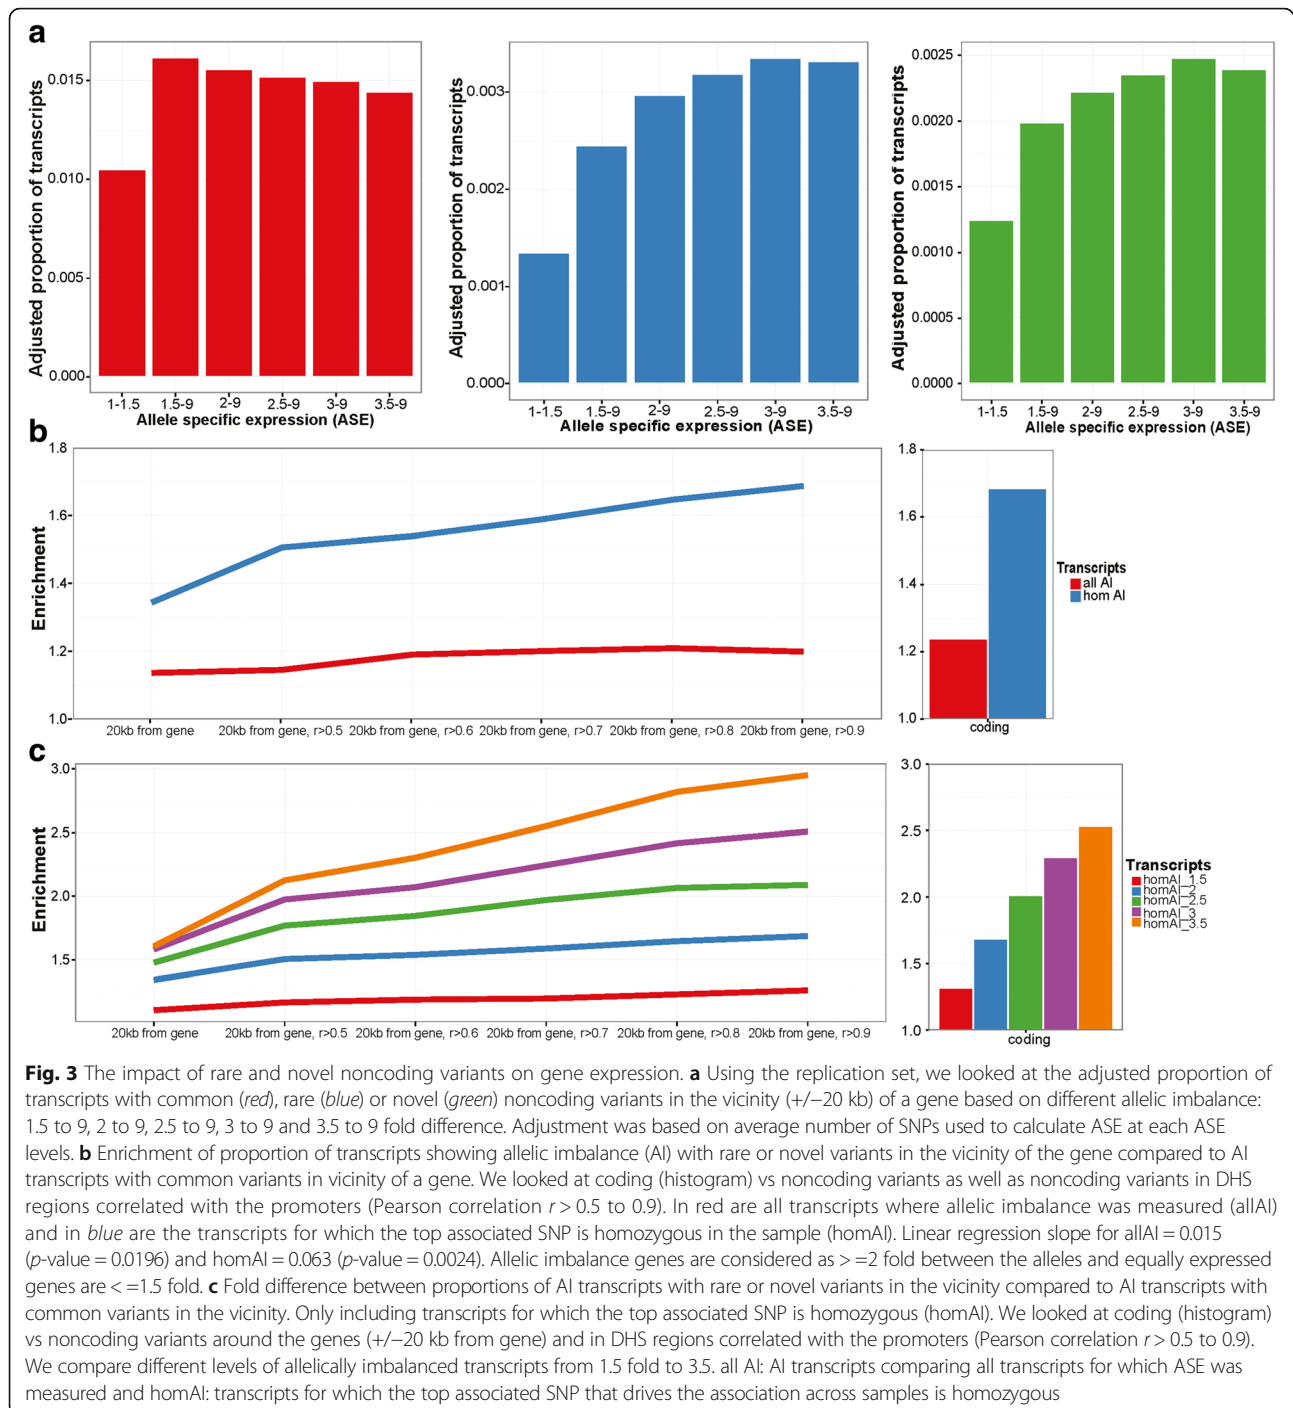 a
Adjusted proportion of transcripts
0.015
0.010
0.005
0.000
1-1.5 1.5-9 2-9 2.5-9 3-9 3.5-9
Allele specific expression (ASE)
Adjusted proportion of transcripts
0.003
0.002
0.001
0.000
1-1.5 1.5-9 2-9 2.5-9 3-9 3.5-9
Allele specific expression (ASE)
Adjusted proportion of transcripts
0.0025
0.0020
0.0015
0.0010
0.0005
0.0000
1-1.5 1.5-9 2-9 2.5-9 3-9 3.5-9
Allele specific expression (ASE)
b
Enrichment
1.8
1.6
1.4
1.2
1.0
20kb from gene 20kb from gene, r>0.5 20kb from gene, r>0.6 20kb from gene, r>0.7 20kb from gene, r>0.8 20kb from gene, r>0.9
1.8
1.6
1.4
1.2
1.0
coding
Transcripts
all AI
hom AI
c
Enrichment
3.0
2.5
2.0
1.5
20kb from gene 20kb from gene, r>0.5 20kb from gene, r>0.6 20kb from gene, r>0.7 20kb from gene, r>0.8 20kb from gene, r>0.9
3.0
2.5
2.0
1.5
1.0
coding
Transcripts
homAI_1.5
homAI_2
homAI_2.5
homAI_3
homAI_3.5
Fig. 3 The impact of rare and novel noncoding variants on gene expression. a Using the replication set, we looked at the adjusted proportion of
transcripts with common (red), rare (blue) or novel (green) noncoding variants in the vicinity (+/−20 kb) of a gene based on different allelic imbalance:
1.5 to 9, 2 to 9, 2.5 to 9, 3 to 9 and 3.5 to 9 fold difference. Adjustment was based on average number of SNPs used to calculate ASE at each ASE
levels. b Enrichment of proportion of transcripts showing allelic imbalance (AI) with rare or novel variants in the vicinity of the gene compared to AI
transcripts with common variants in vicinity of a gene. We looked at coding (histogram) vs noncoding variants as well as noncoding variants in DHS
regions correlated with the promoters (Pearson correlation r > 0.5 to 0.9). In red are all transcripts where allelic imbalance was measured (allAI)
and in blue are the transcripts for which the top associated SNP is homozygous in the sample (homAI). Linear regression slope for allAI = 0.015
(p-value = 0.0196) and homAI = 0.063 (p-value = 0.0024). Allelic imbalance genes are considered as > =2 fold between the alleles and equally expressed
genes are < =1.5 fold. c Fold difference between proportions of AI transcripts with rare or novel variants in the vicinity compared to AI transcripts with
common variants in the vicinity. Only including transcripts for which the top associated SNP is homozygous (homAI). We looked at coding (histogram)
vs noncoding variants around the genes (+/−20 kb from gene) and in DHS regions correlated with the promoters (Pearson correlation r > 0.5 to 0.9).
We compare different levels of allelically imbalanced transcripts from 1.5 fold to 3.5. all AI: AI transcripts comparing all transcripts for which ASE was
measured and homAI: transcripts for which the top associated SNP that drives the association across samples is homozygous